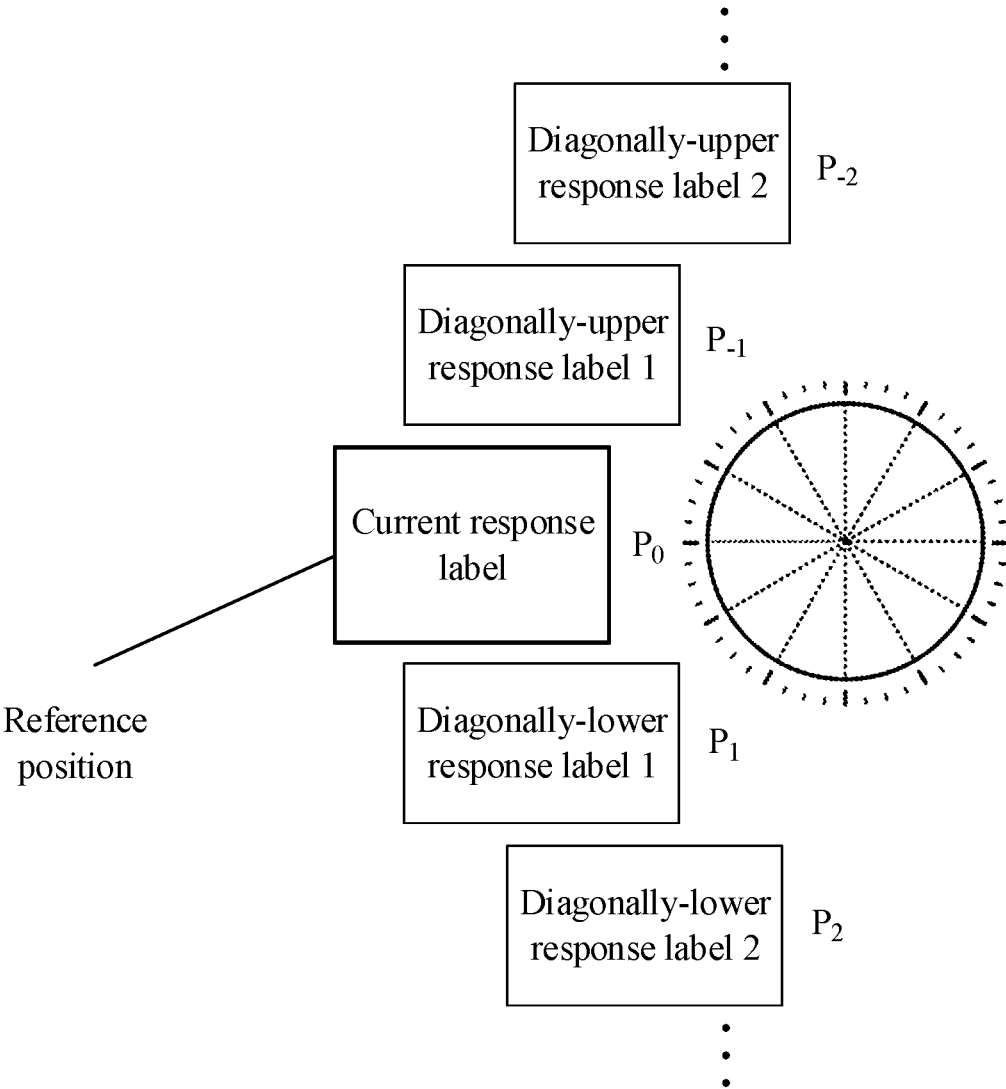 Diagonally-upper
response label 2
P-2
Diagonally-upper
response label 1
P-1
Current response
label
P0
Reference
position
Diagonally-lower
response label 1
P1
Diagonally-lower
response label 2
P2